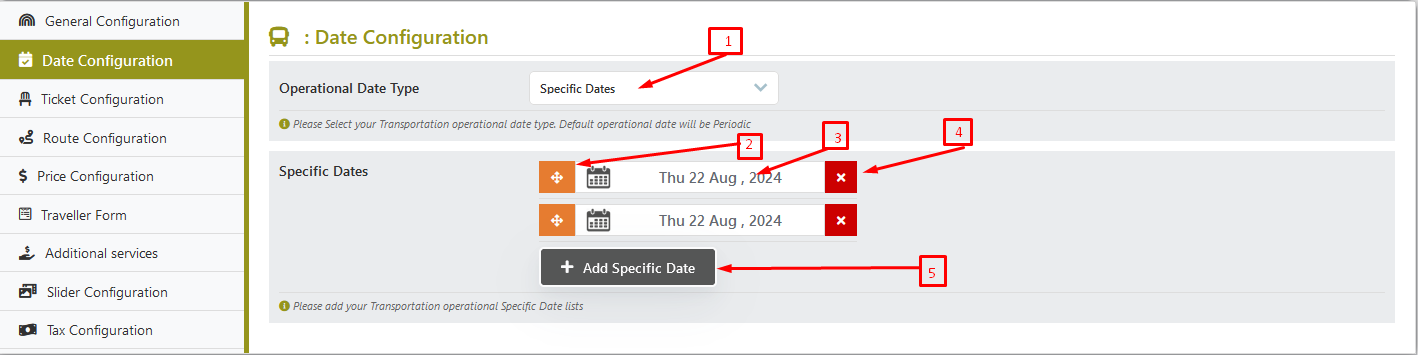 General Configuration
Date Configuration
Ticket Configuration
Route Configuration
$ Price Configuration
Traveller Form
Additional services
Slider Configuration
Tax Configuration
: Date Configuration
1
Operational Date Type
Specific Dates
Please Select your Transportation operational date type. Default operational date will be Periodic
2
3
4
Specific Dates
Thu 22 Aug , 2024
Thu 22 Aug , 2024
+ Add Specific Date
5
Please add your Transportation operational Specific Date lists